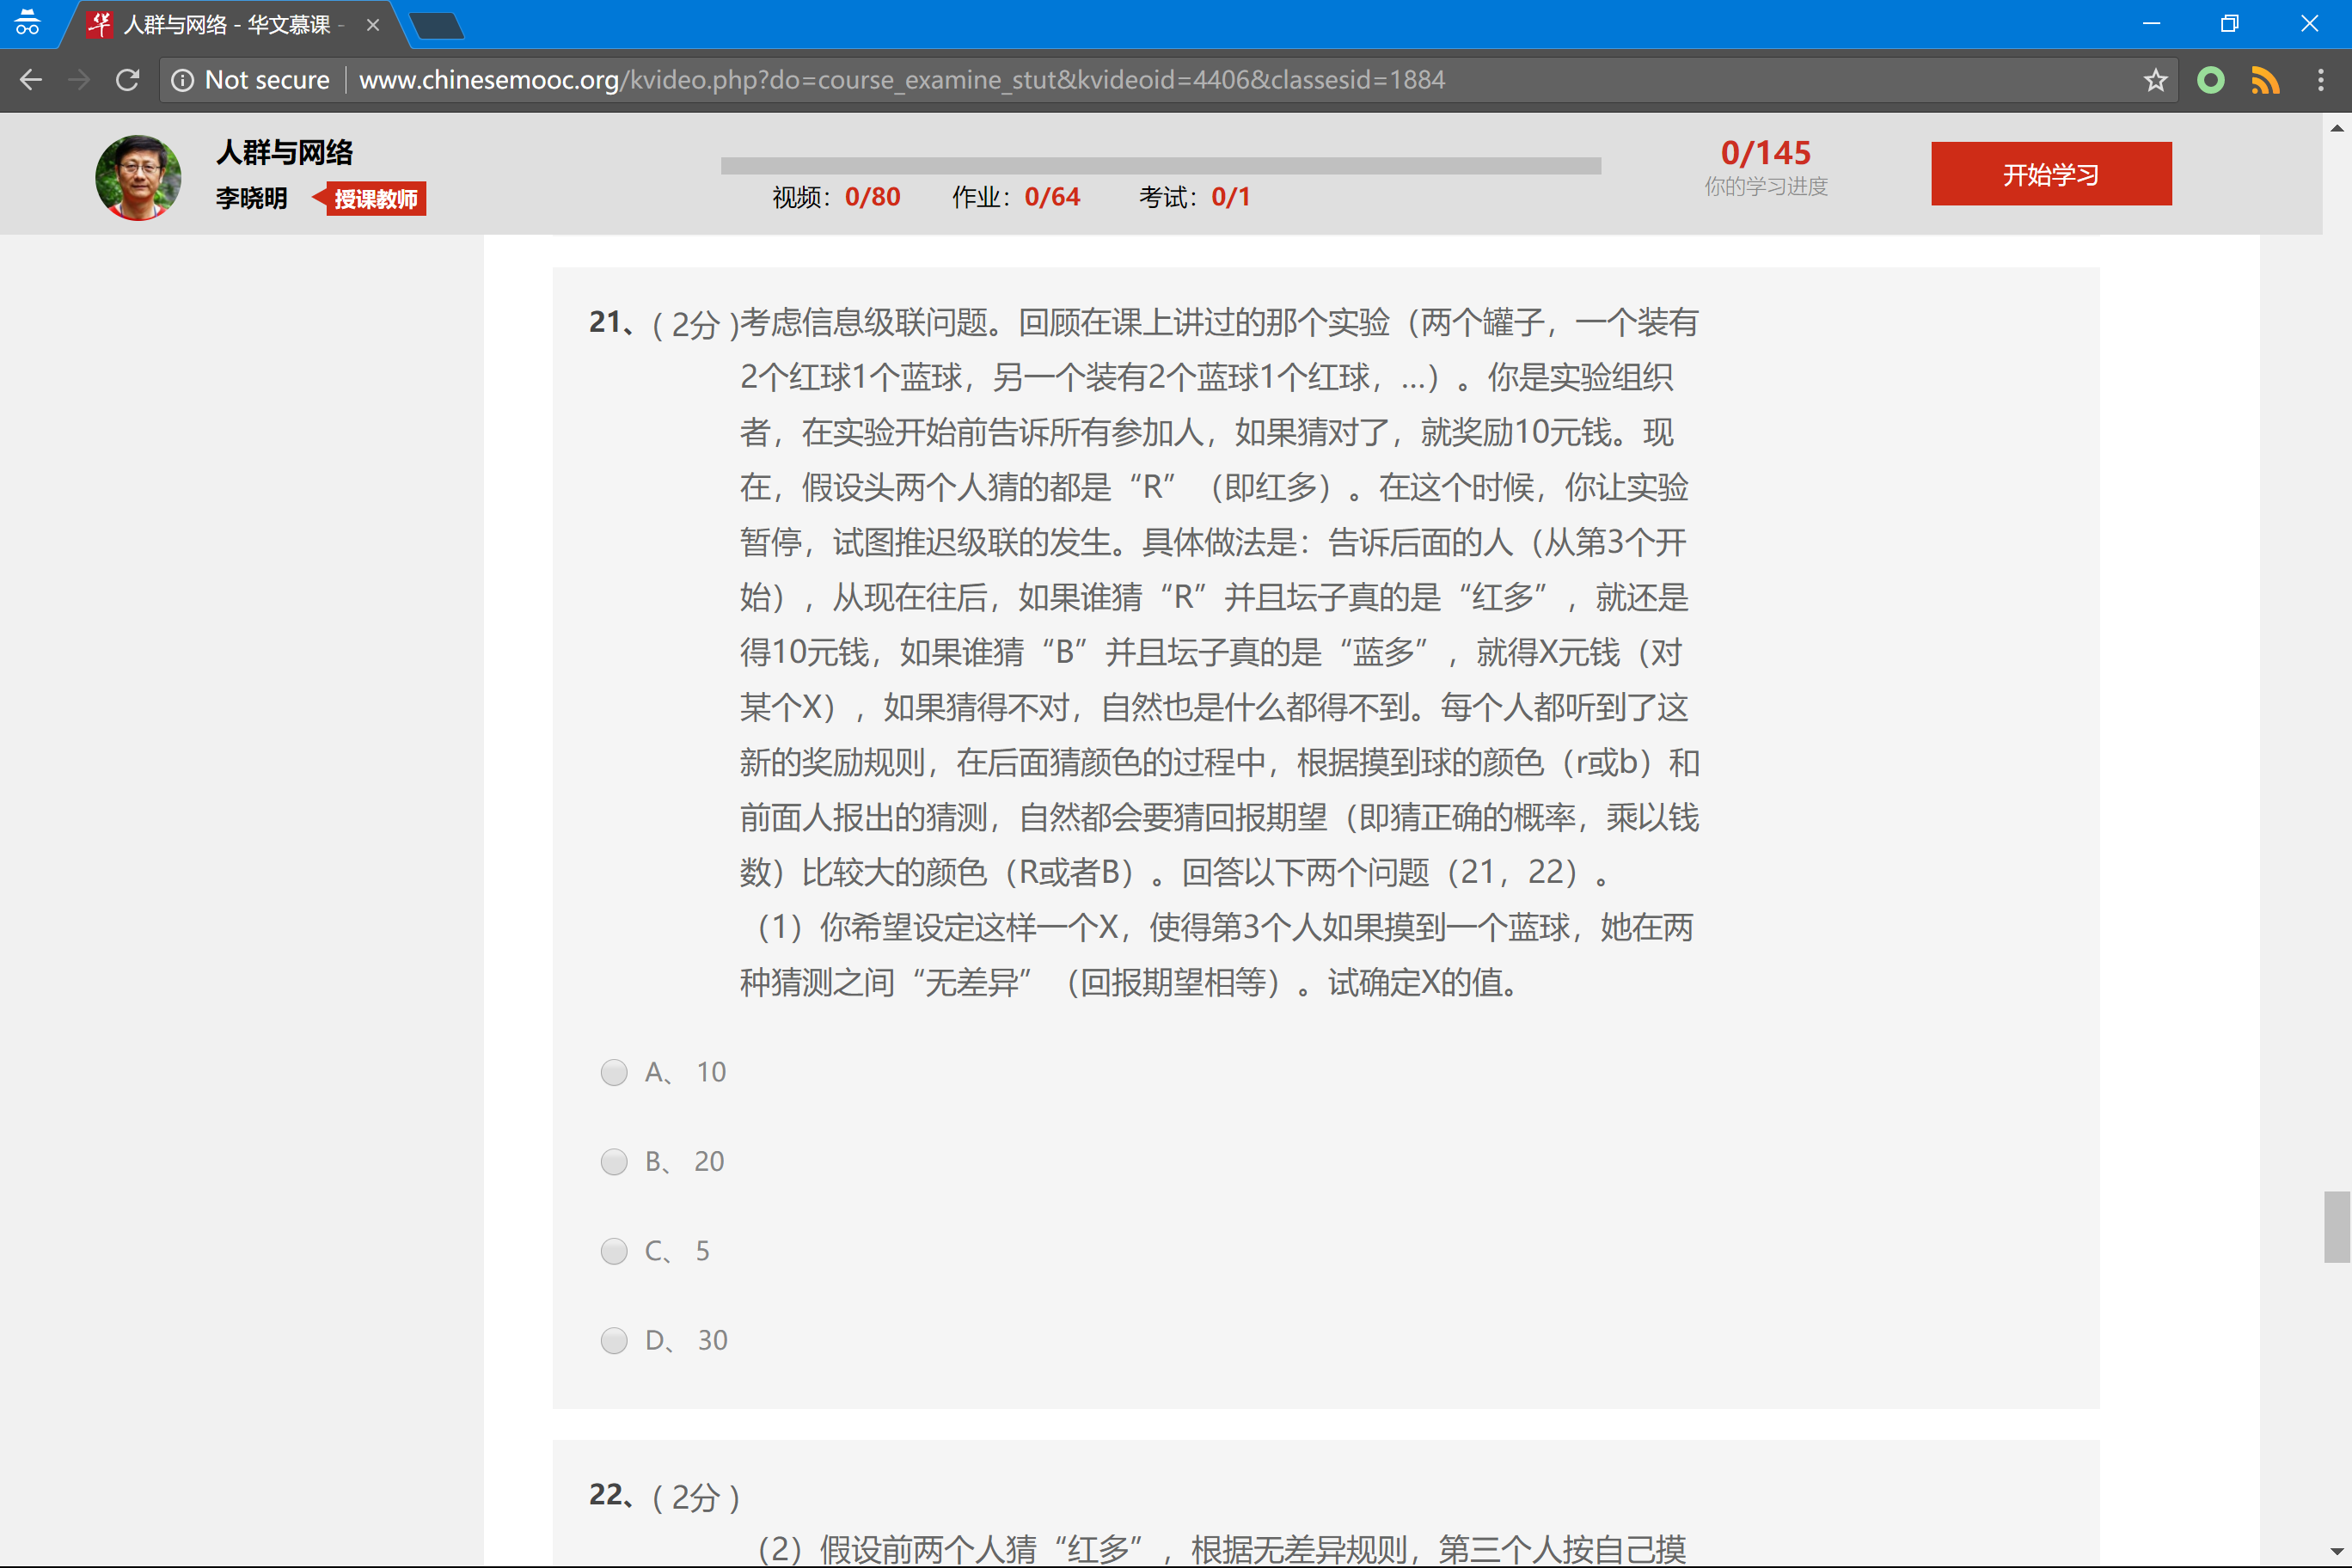 人群与网络 - 华文慕课 -
Not secure www.chinesemooc.org/kvideo.php?do=course_examine_stut&kvideoid=4406&classesid=1884
人群与网络
李晓明 授课教师
视频：0/80 作业：0/64 考试：0/1
0/145
你的学习进度
开始学习
21、( 2分 )考虑信息级联问题。回顾在课上讲过的那个实验（两个罐子，一个装有
2个红球1个蓝球，另一个装有2个蓝球1个红球，...）。你是实验组织
者，在实验开始前告诉所有参加人，如果猜对了，就奖励10元钱。现
在，假设头两个人猜的都是“R”（即红多）。在这个时候，你让实验
暂停，试图推迟级联的发生。具体做法是：告诉后面的人（从第3个开
始），从现在往后，如果谁猜“R”并且坛子真的是“红多”，就还是
得10元钱，如果谁猜“B”并且坛子真的是“蓝多”，就得X元钱（对
某个X），如果猜得不对，自然也是什么都得不到。每个人都听到了这
新的奖励规则，在后面猜颜色的过程中，根据摸到球的颜色（r或b）和
前面人报出的猜测，自然都会要猜回报期望（即猜正确的概率，乘以钱
数）比较大的颜色（R或者B）。回答以下两个问题（21，22）。
（1）你希望设定这样一个X，使得第3个人如果摸到一个蓝球，她在两
种猜测之间“无差异”（回报期望相等）。试确定X的值。
A、 10
B、 20
C、 5
D、 30
22、( 2分 )
（2）假设前两个人猜“红多”，根据无差异规则，第三个人按自己摸